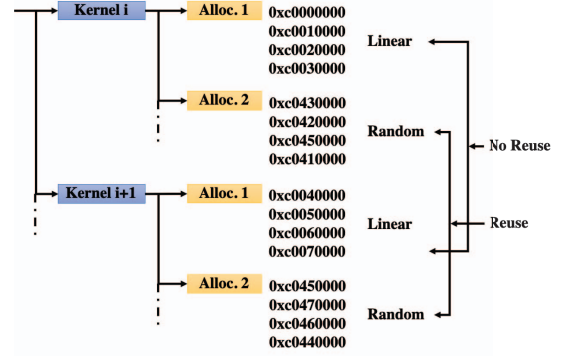 Kernel i
Alloc. 1
0xc0000000
0xc0010000
0xc0020000
0xc0030000
Linear
Alloc. 2
0xc0430000
0xc0420000
0xc0450000
0xc0410000
Random
No Reuse
Kernel i+1
Alloc. 1
0xc0040000
0xc0050000
0xc0060000
0xc0070000
Linear
Reuse
Alloc. 2
0xc0450000
0xc0470000
0xc0460000
0xc0440000
Random